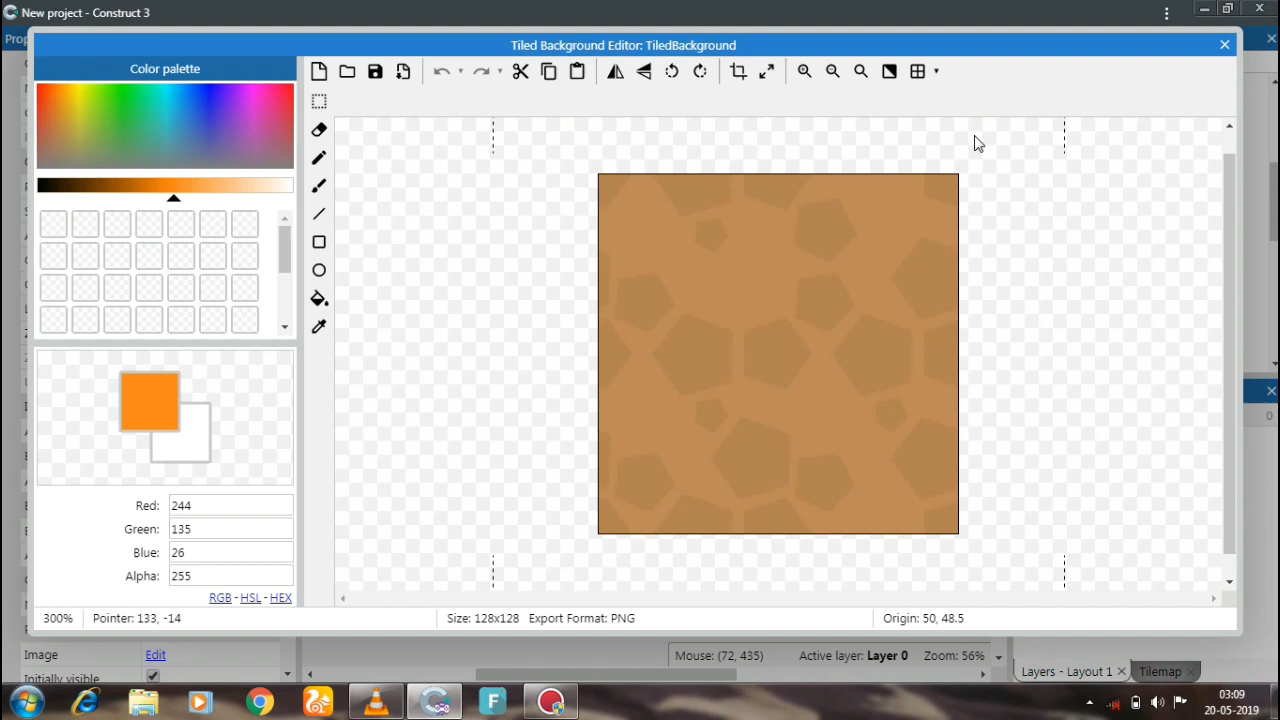 New project - Construct 3
Prop
Tiled Background Editor: TiledBackground
Color palette
Red: 244
Green: 135
Blue: 26
Alpha: 255
RGB - HSL - HEX
300%
Pointer: 133, -14
Size: 128x128
Export Format: PNG
Origin: 50, 48.5
0
Image
Edit
Initially visible
Mouse: (72, 435)
Active layer: Layer 0
Zoom: 56%
Layers - Layout 1
Tilemap
F
03:09
20-05-2019